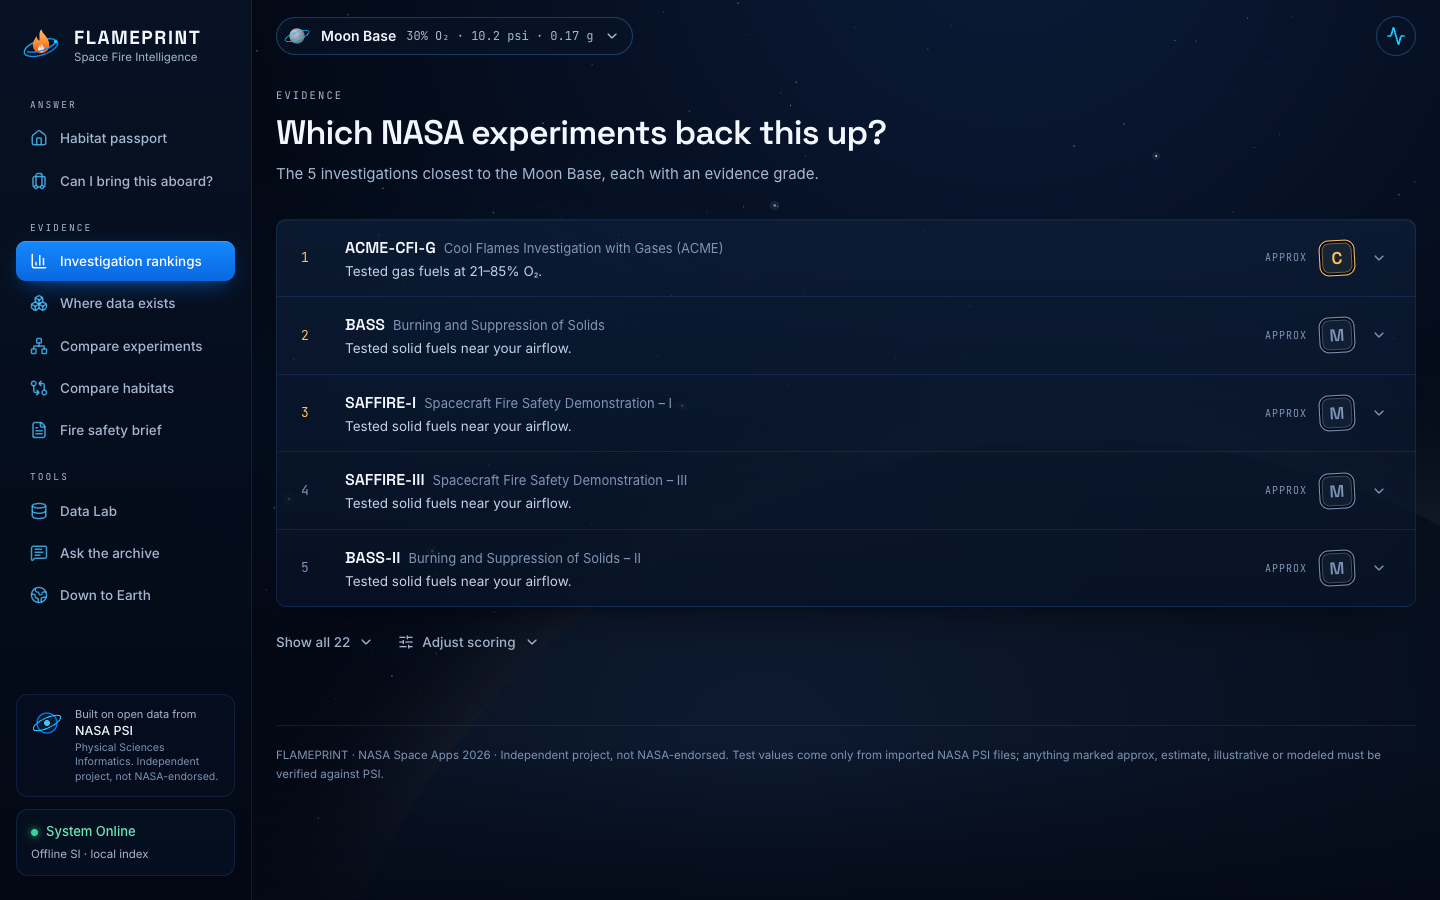 FLAMEPRINT
Space Fire Intelligence
ANSWER
Habitat passport
Can I bring this aboard?
EVIDENCE
Investigation rankings
Where data exists
Compare experiments
Compare habitats
Fire safety brief
TOOLS
Data Lab
Ask the archive
Down to Earth
Built on open data from
NASA PSI
Physical Sciences
Informatics. Independent
project, not NASA-endorsed.
System Online
Offline SI · local index
Moon Base 30% O₂ · 10.2 psi · 0.17 g
EVIDENCE
Which NASA experiments back this up?
The 5 investigations closest to the Moon Base, each with an evidence grade.
1 ACME-CFI-G Cool Flames Investigation with Gases (ACME) APPROX C
Tested gas fuels at 21–85% O₂.
2 BASS Burning and Suppression of Solids APPROX M
Tested solid fuels near your airflow.
3 SAFFIRE-I Spacecraft Fire Safety Demonstration – I APPROX M
Tested solid fuels near your airflow.
4 SAFFIRE-III Spacecraft Fire Safety Demonstration – III APPROX M
Tested solid fuels near your airflow.
5 BASS-II Burning and Suppression of Solids – II APPROX M
Tested solid fuels near your airflow.
Show all 22 Adjust scoring
FLAMEPRINT · NASA Space Apps 2026 · Independent project, not NASA-endorsed. Test values come only from imported NASA PSI files; anything marked approx, estimate, illustrative or modeled must be
verified against PSI.